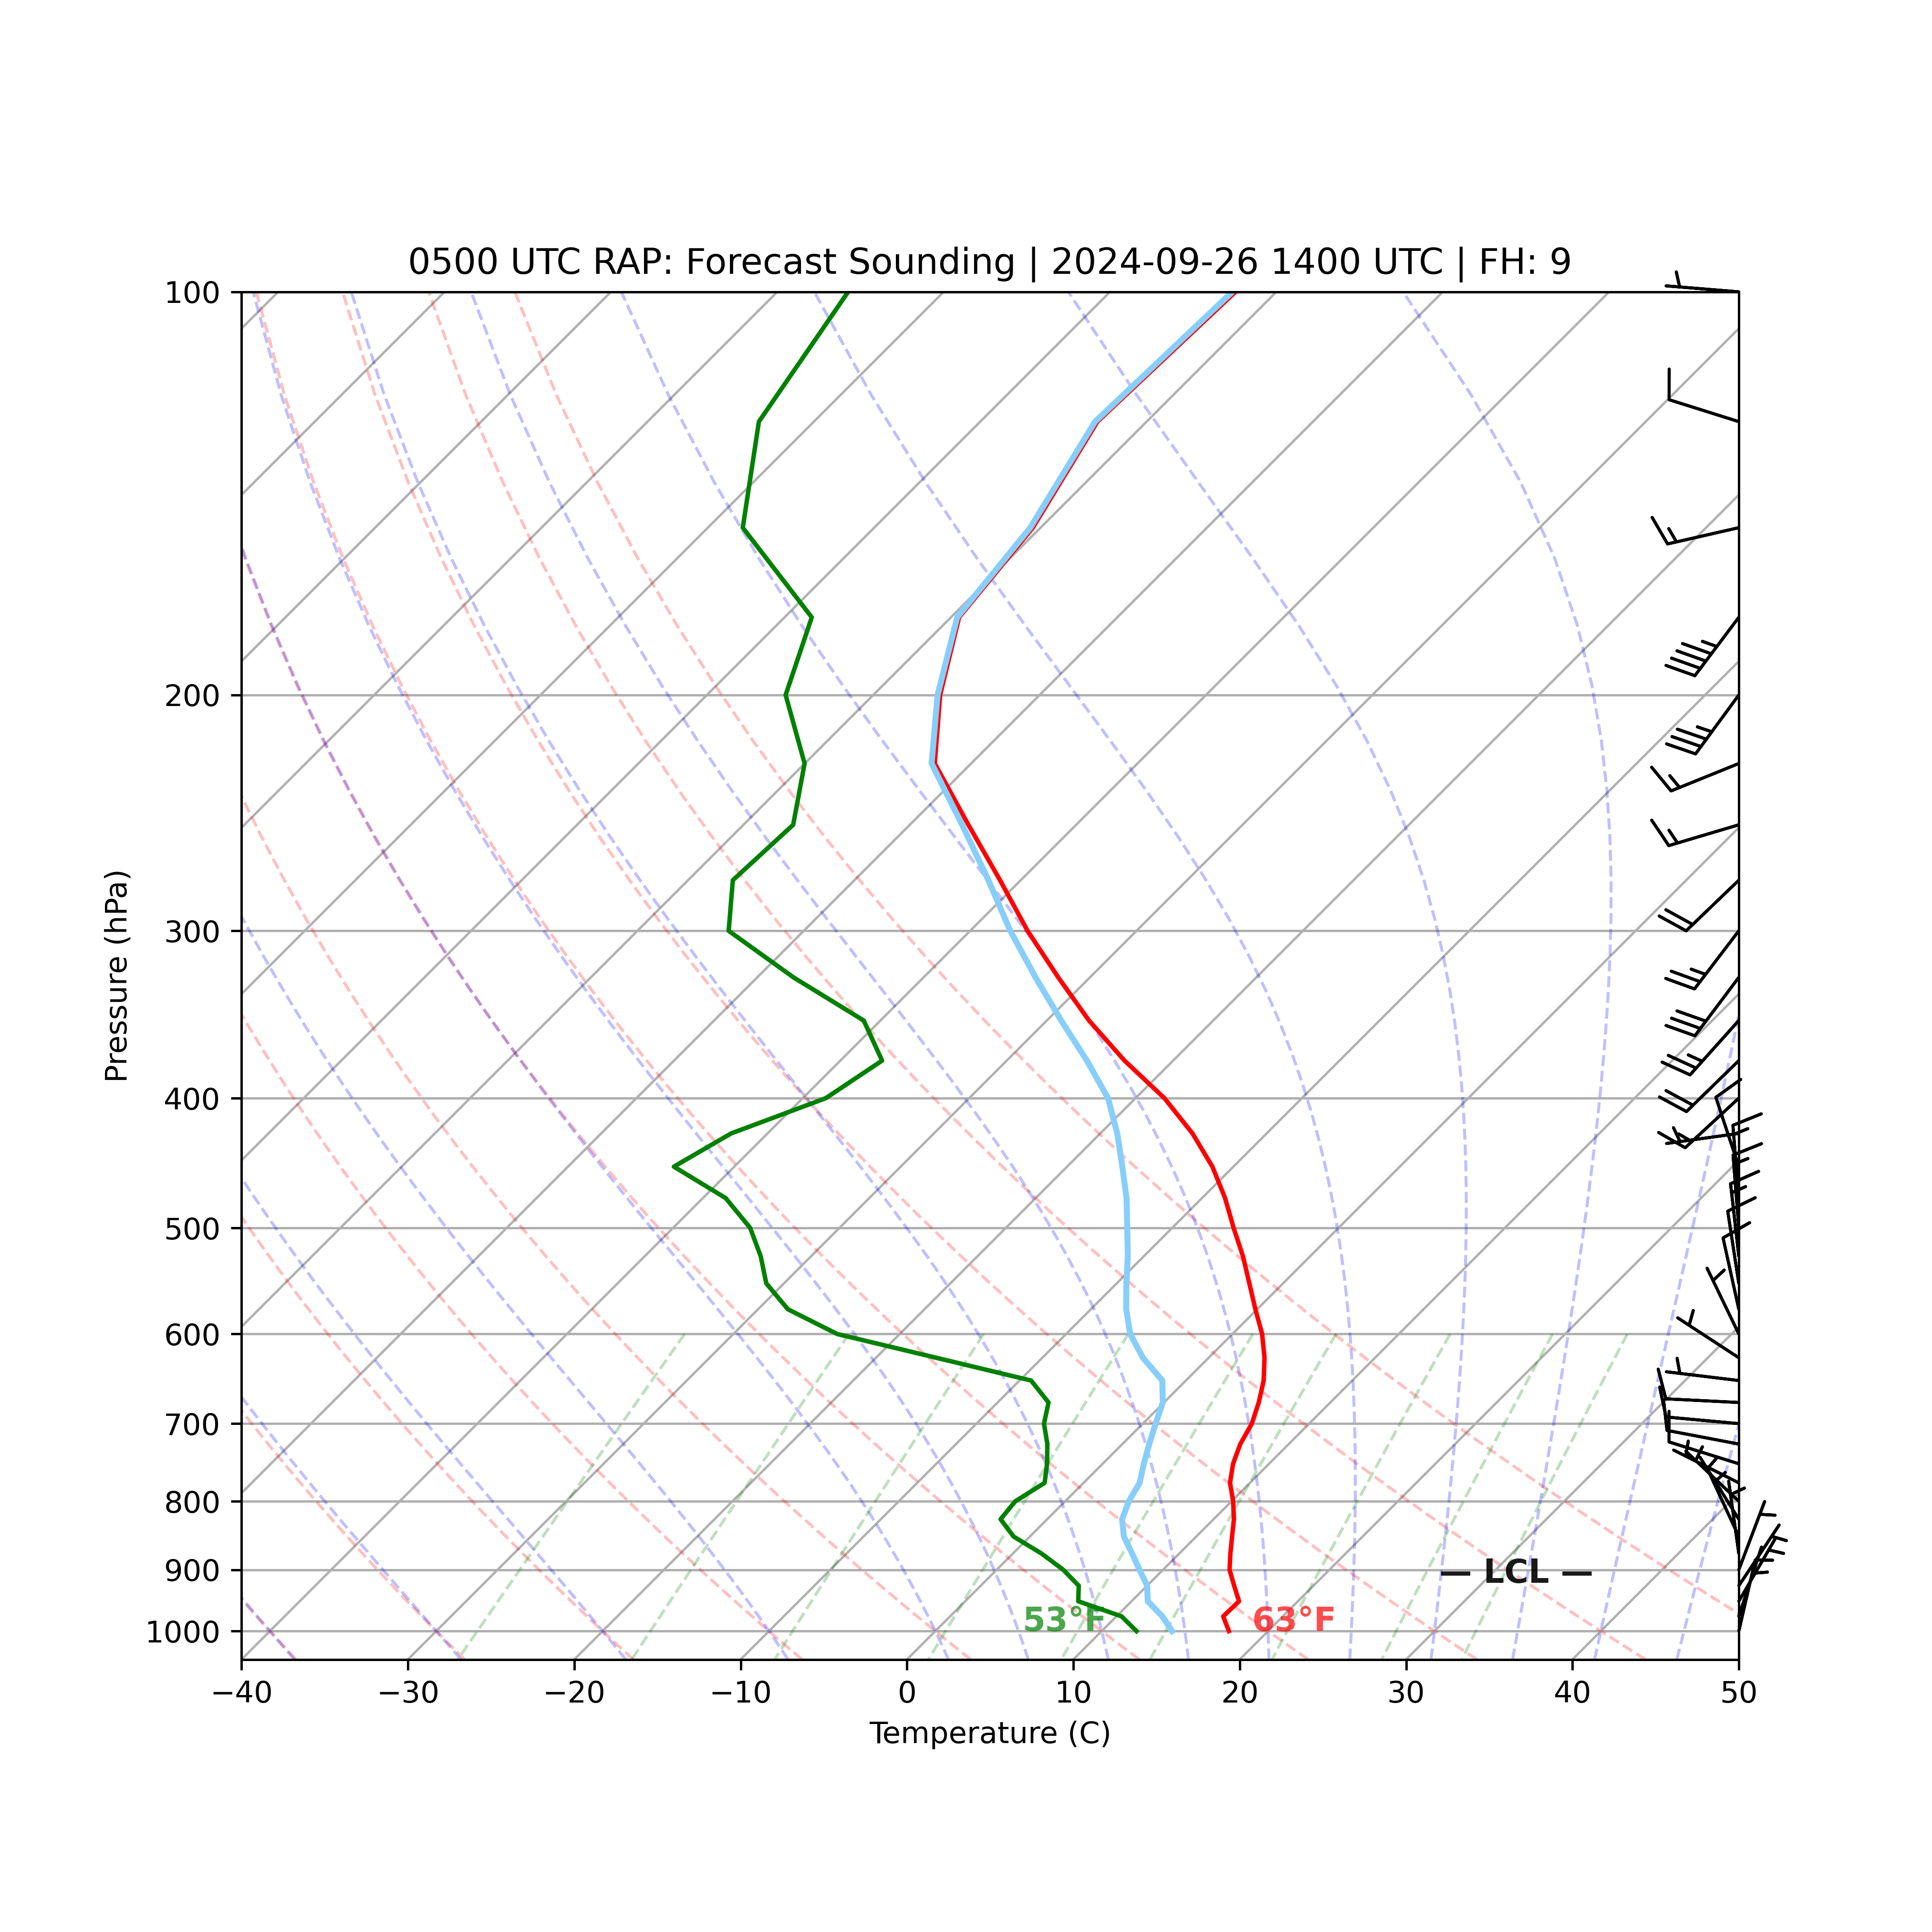 0500 UTC RAP: Forecast Sounding | 2024-09-26 1400 UTC | FH: 9
100
200
300
400
500
600
700
800
900
1000
Pressure (hPa)
— LCL —
53°F
63°F
−40 −30 −20 −10 0 10 20 30 40 50
Temperature (C)